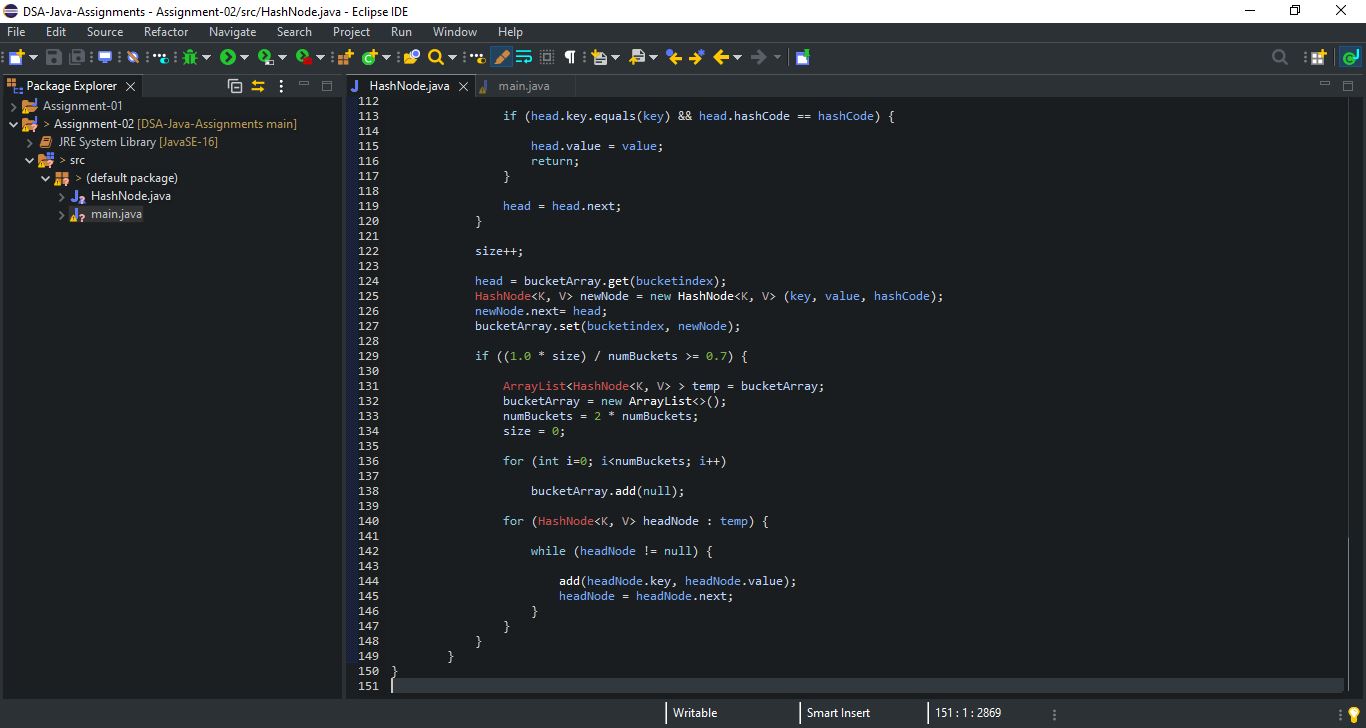 DSA-Java-Assignments - Assignment-02/src/HashNode.java - Eclipse IDE
File Edit Source Refactor Navigate Search Project Run Window Help
Package Explorer
HashNode.java main.java
Assignment-01
> Assignment-02 [DSA-Java-Assignments main]
JRE System Library [JavaSE-16]
> src
> (default package)
HashNode.java
main.java
112
113 if (head.key.equals(key) && head.hashCode == hashCode) {
114
115 head.value = value;
116 return;
117 }
118
119 head = head.next;
120 }
121
122 size++;
123
124 head = bucketArray.get(bucketindex);
125 HashNode<K, V> newNode = new HashNode<K, V> (key, value, hashCode);
126 newNode.next= head;
127 bucketArray.set(bucketindex, newNode);
128
129 if ((1.0 * size) / numBuckets >= 0.7) {
130
131 ArrayList<HashNode<K, V> > temp = bucketArray;
132 bucketArray = new ArrayList<>();
133 numBuckets = 2 * numBuckets;
134 size = 0;
135
136 for (int i=0; i<numBuckets; i++)
137
138 bucketArray.add(null);
139
140 for (HashNode<K, V> headNode : temp) {
141
142 while (headNode != null) {
143
144 add(headNode.key, headNode.value);
145 headNode = headNode.next;
146 }
147 }
148 }
149 }
150 }
151
Writable Smart Insert 151 : 1 : 2869